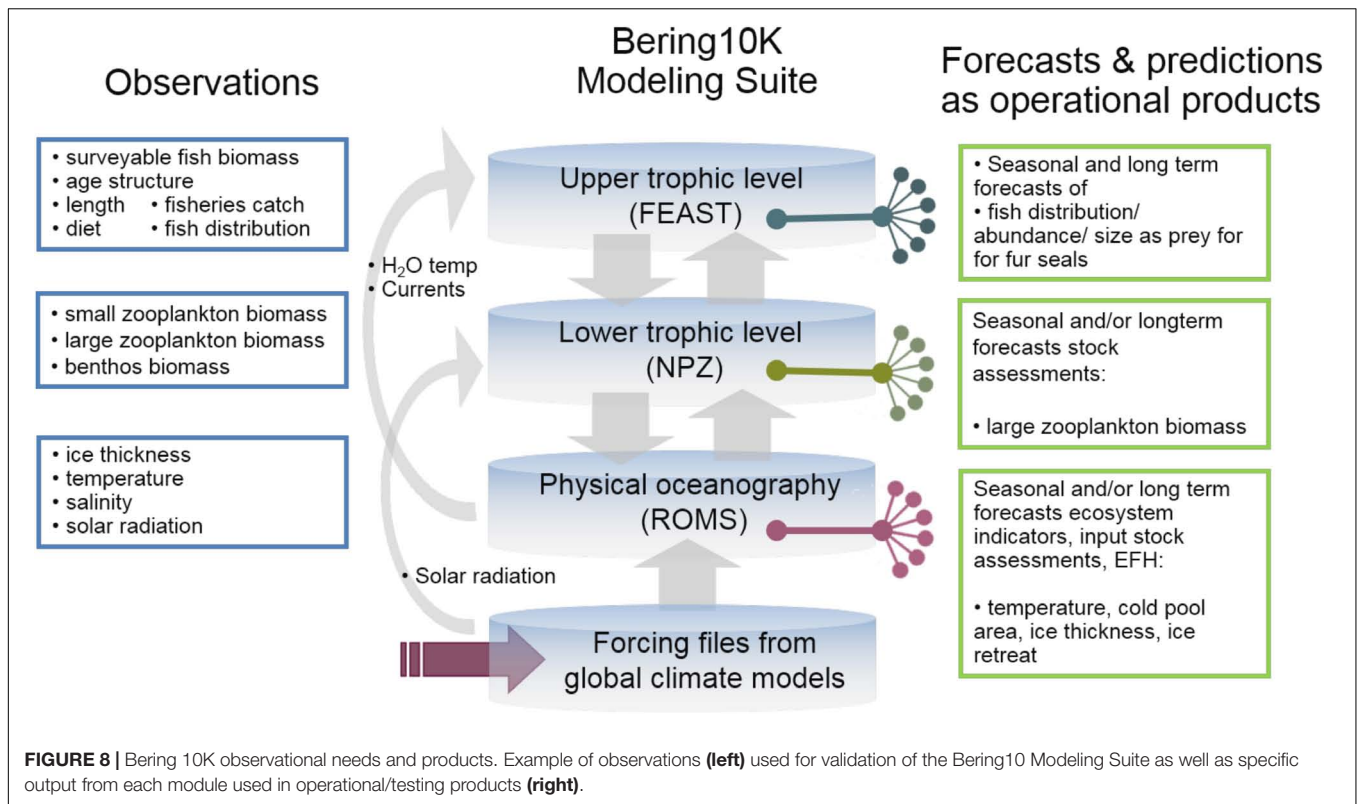 Observations
Bering10K
Modeling Suite
Forecasts & predictions
as operational products
• surveyable fish biomass
• age structure
• length • fisheries catch
• diet • fish distribution
• small zooplankton biomass
• large zooplankton biomass
• benthos biomass
• ice thickness
• temperature
• salinity
• solar radiation
• H₂O temp
• Currents
• Solar radiation
Upper trophic level
(FEAST)
Lower trophic level
(NPZ)
Physical oceanography
(ROMS)
Forcing files from
global climate models
• Seasonal and long term
forecasts of
• fish distribution/
abundance/ size as prey for
for fur seals
Seasonal and/or longterm
forecasts stock
assessments:
• large zooplankton biomass
Seasonal and/or long term
forecasts ecosystem
indicators, input stock
assessments, EFH:
• temperature, cold pool
area, ice thickness, ice
retreat
FIGURE 8 | Bering 10K observational needs and products. Example of observations (left) used for validation of the Bering10 Modeling Suite as well as specific
output from each module used in operational/testing products (right).